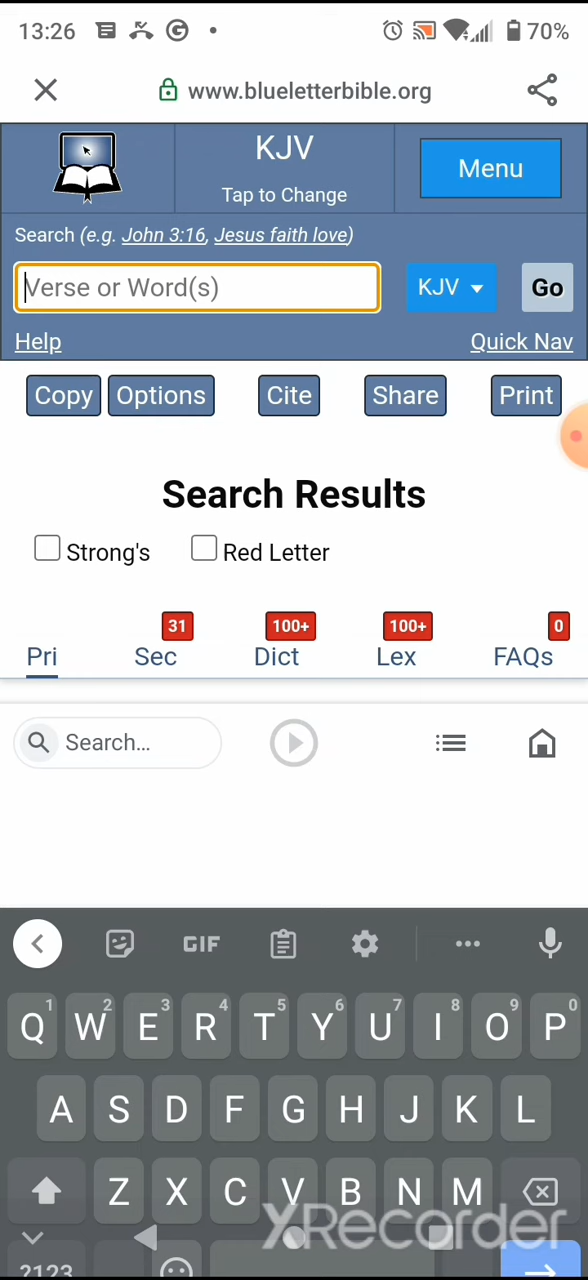 13:26 70%
www.blueletterbible.org
KJV
Tap to Change
Menu
Search (e.g. John 3:16, Jesus faith love)
Verse or Word(s)
KJV
Go
Help Quick Nav
Copy Options Cite Share Print
Search Results
Strong's Red Letter
31 100+ 100+ 0
Pri Sec Dict Lex FAQs
Search...
GIF
1 2 3 4 5 6 7 8 9 0
Q W E R T Y U I O P
A S D F G H J K L
Z X C V B N M
XRecorder
?123